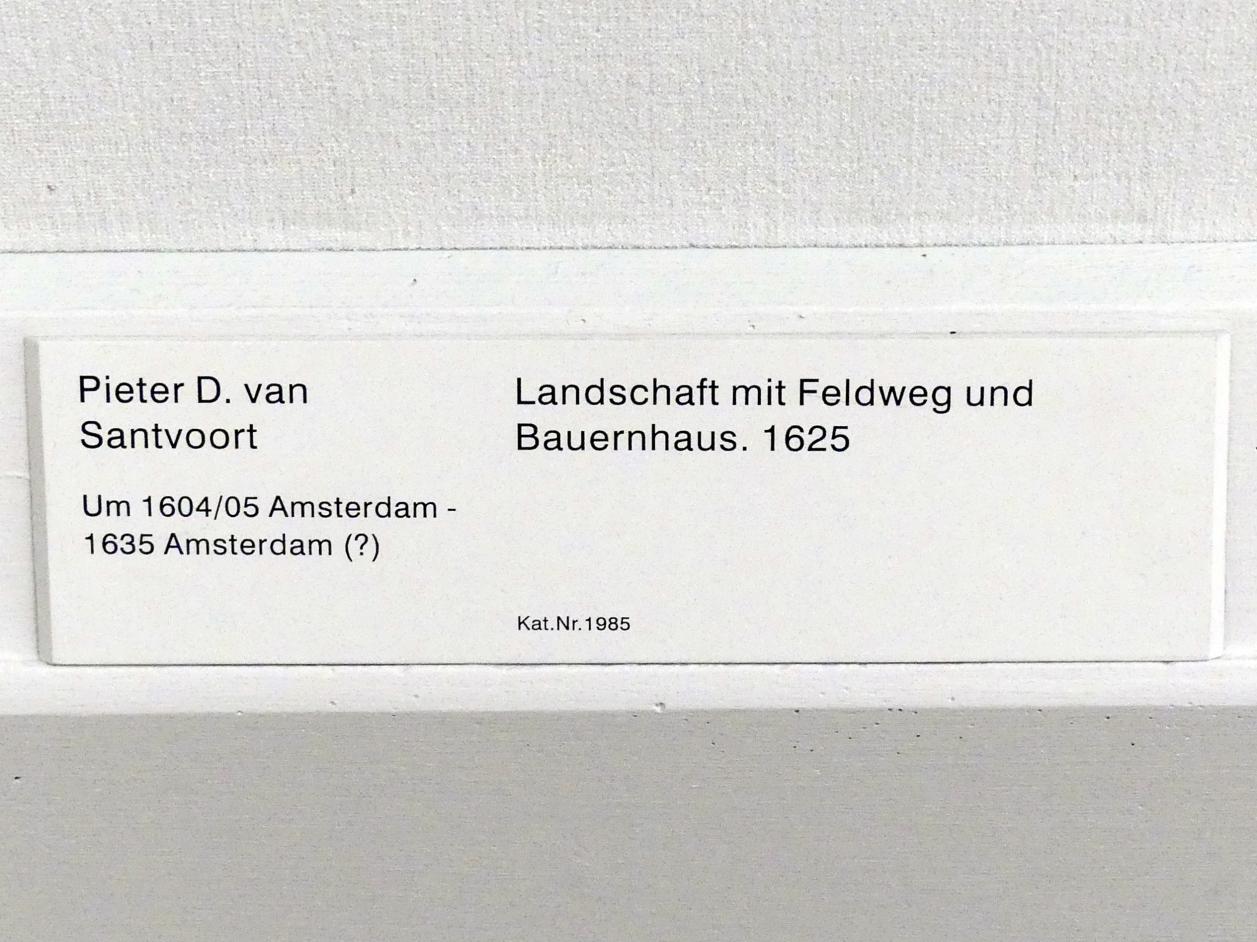 Pieter D. van
Santvoort
Um 1604/05 Amsterdam -
1635 Amsterdam (?)
Landschaft mit Feldweg und
Bauernhaus. 1625
Kat.Nr.1985